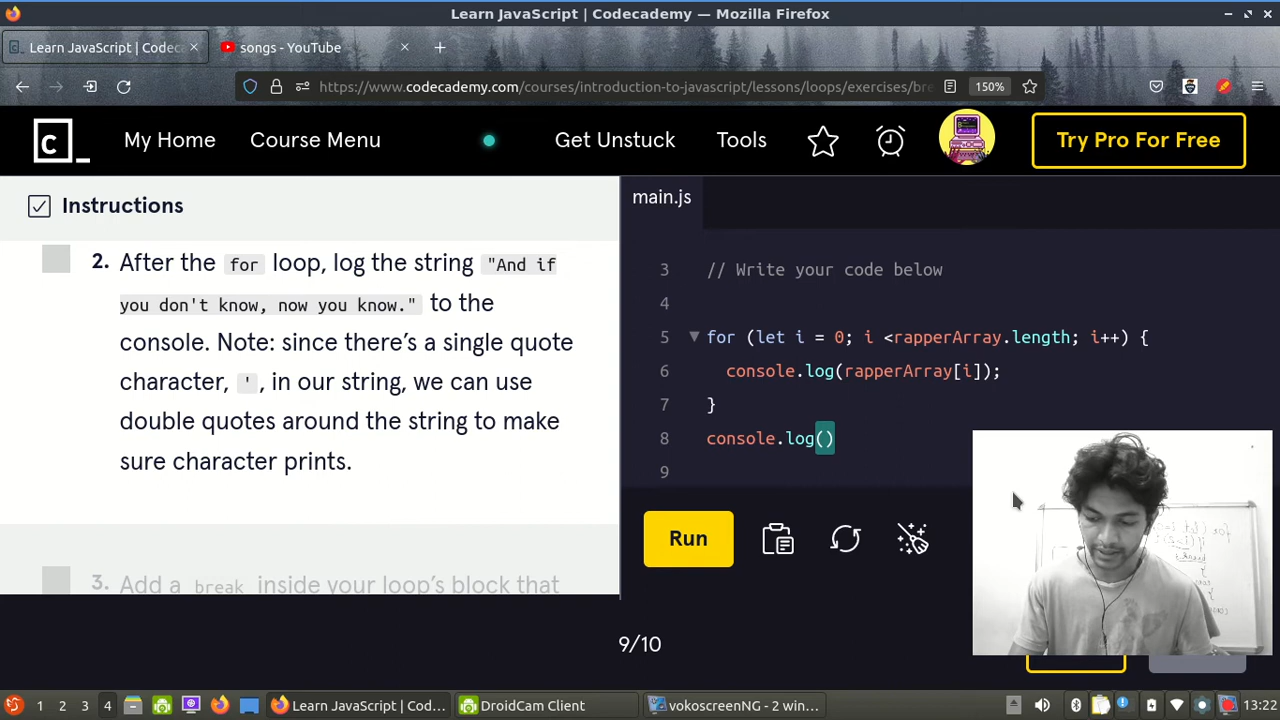 Learn JavaScript | Codecademy — Mozilla Firefox
Learn JavaScript | Codeca
songs - YouTube
https://www.codecademy.com/courses/introduction-to-javascript/lessons/loops/exercises/bre
150%
My Home
Course Menu
Get Unstuck
Tools
Try Pro For Free
Instructions
2. After the for loop, log the string "And if
you don't know, now you know." to the
console. Note: since there's a single quote
character, ', in our string, we can use
double quotes around the string to make
sure character prints.
3. Add a break inside your loop's block that
main.js
3 // Write your code below
4
5 for (let i = 0; i <rapperArray.length; i++) {
6 console.log(rapperArray[i]);
7 }
8 console.log()
9
Run
9/10
1 2 3 4
Learn JavaScript | Cod...
DroidCam Client
vokoscreenNG - 2 win...
13:22